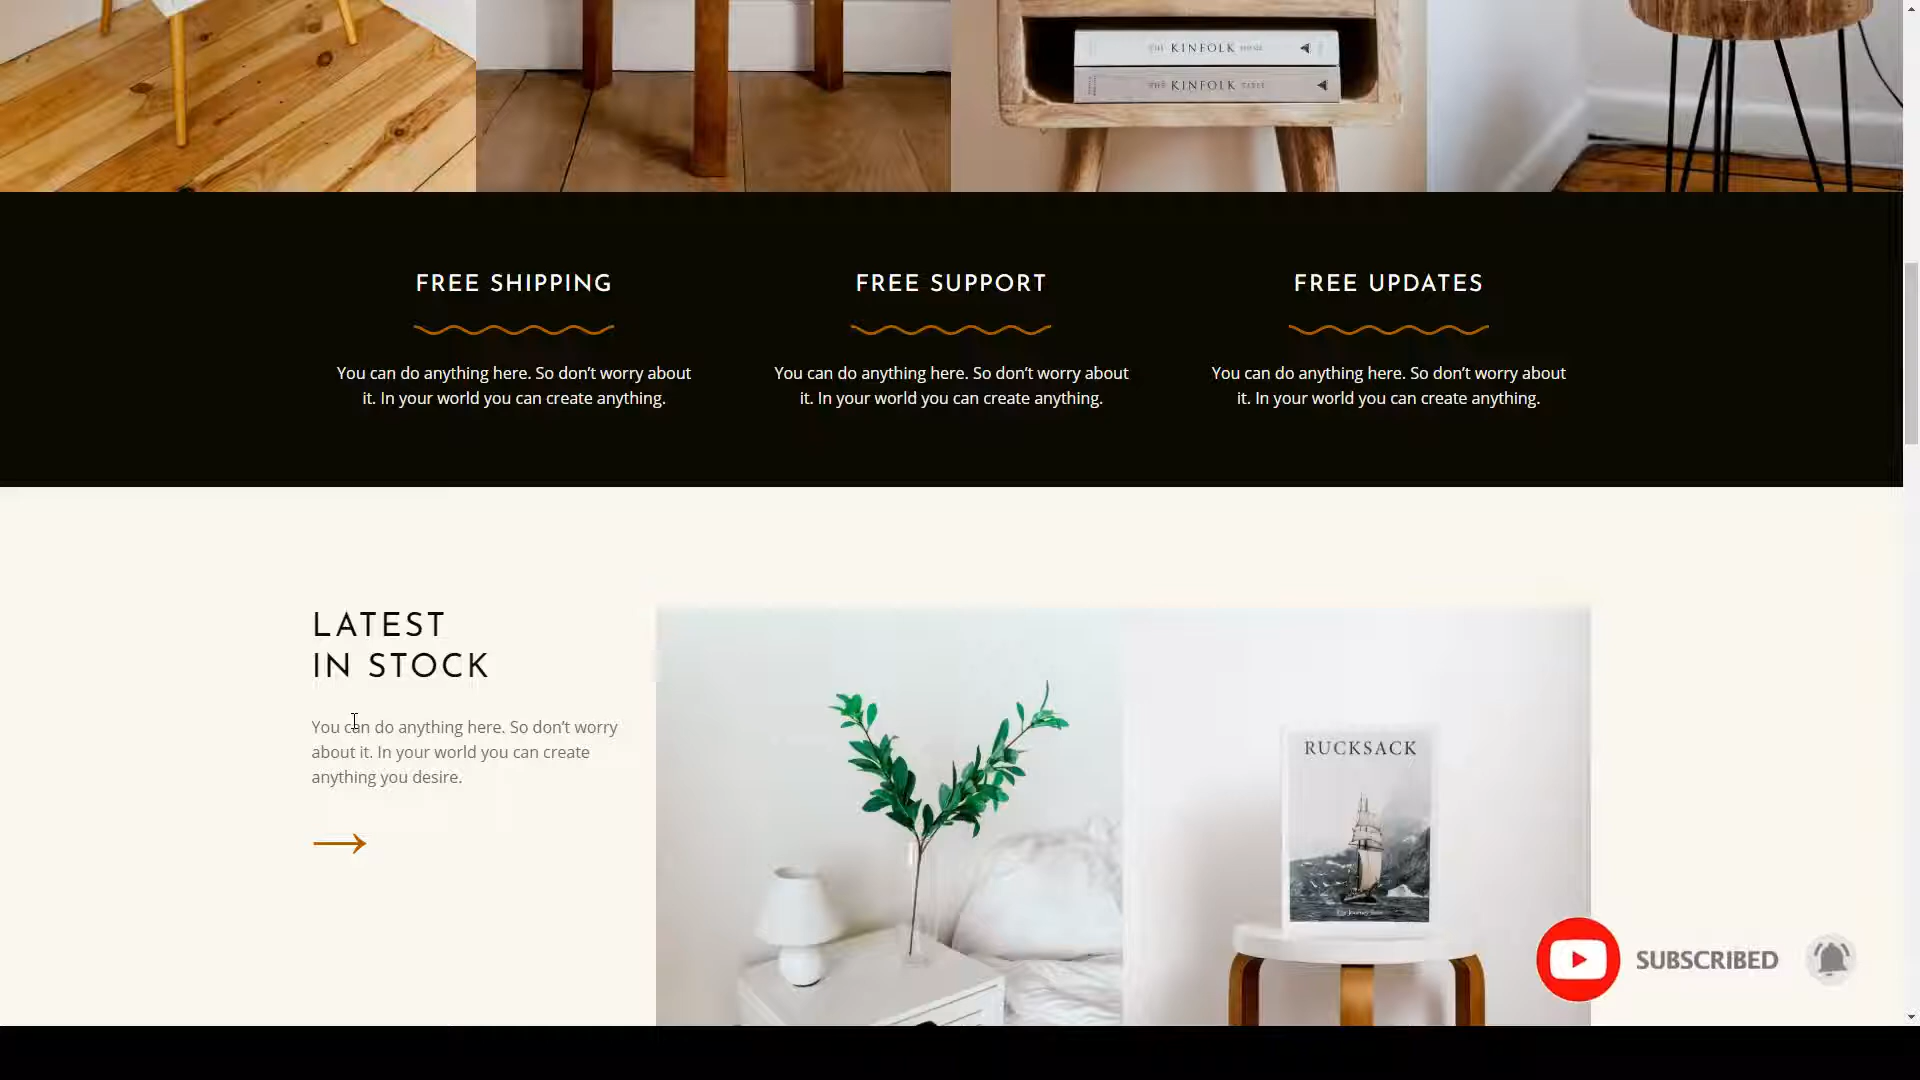 THE KINFOLK HOME
THE KINFOLK TABLE
FREE SHIPPING
FREE SUPPORT
FREE UPDATES
You can do anything here. So don’t worry about
it. In your world you can create anything.
You can do anything here. So don’t worry about
it. In your world you can create anything.
You can do anything here. So don’t worry about
it. In your world you can create anything.
LATEST
IN STOCK
You can do anything here. So don’t worry
about it. In your world you can create
anything you desire.
RUCKSACK
SUBSCRIBED